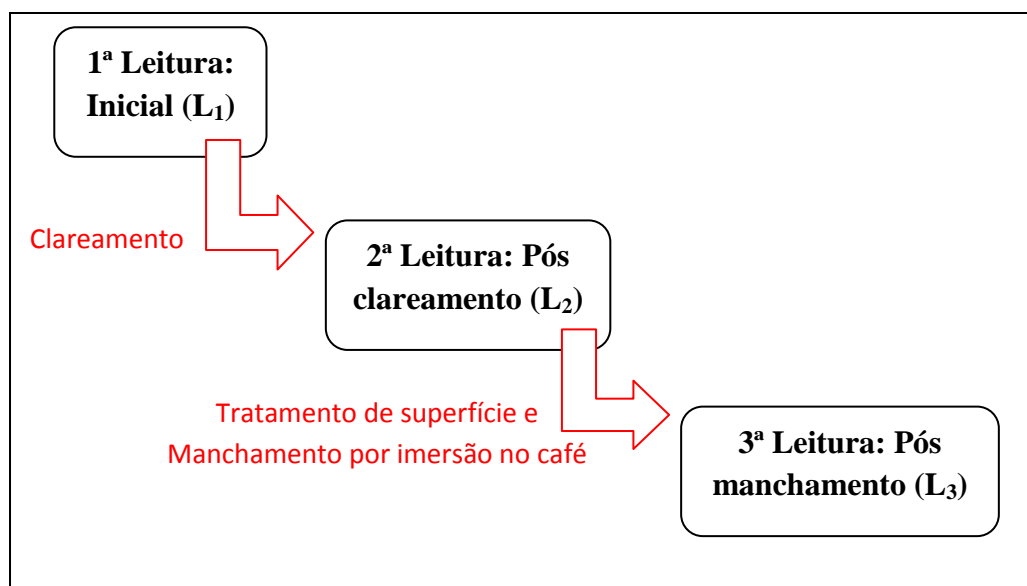 1ª Leitura:
Inicial (L₁)
Clareamento
2ª Leitura: Pós
clareamento (L₂)
Tratamento de superfície e
Manchamento por imersão no café
3ª Leitura: Pós
manchamento (L₃)